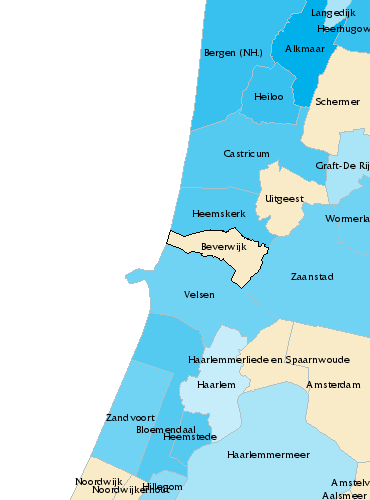 Langedijk
Heerhugow
Bergen (NH.)
Alkmaar
Heiloo
Schermer
Castricum
Graft-De Rij
Uitgeest
Heemskerk
Wormerla
Beverwijk
Zaanstad
Velsen
Haarlemmerliede en Spaarnwoude
Haarlem
Amsterdam
Zandvoort
Bloemendaal
Heemstede
Haarlemmermeer
Noordwijk
Noordwijkerhout
Hillegom
Amstelv
Aalsmeer